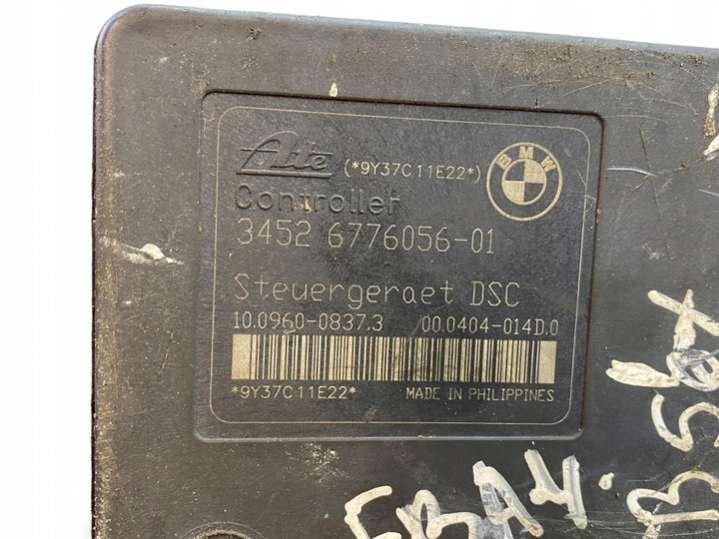 Ate (*9Y37C11E22*) BMW
Controller
3452 6776056-01
Steuergeraet DSC
10.0960-0837.3 00.0404-014D.0
*9Y37C11E22* MADE IN PHILIPPINES